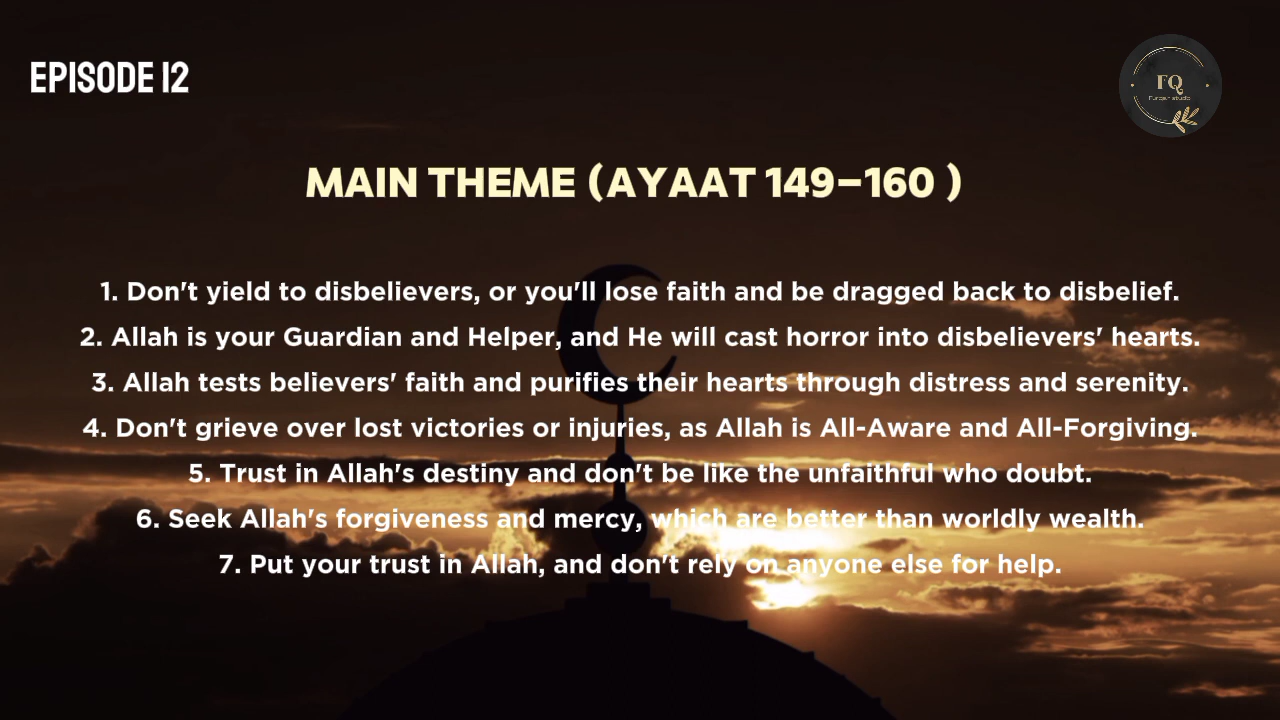 EPISODE 12
FQ
Furqan studio
MAIN THEME (AYAAT 149-160 )
1. Don't yield to disbelievers, or you'll lose faith and be dragged back to disbelief.
2. Allah is your Guardian and Helper, and He will cast horror into disbelievers' hearts.
3. Allah tests believers' faith and purifies their hearts through distress and serenity.
4. Don't grieve over lost victories or injuries, as Allah is All-Aware and All-Forgiving.
5. Trust in Allah's destiny and don't be like the unfaithful who doubt.
6. Seek Allah's forgiveness and mercy, which are better than worldly wealth.
7. Put your trust in Allah, and don't rely on anyone else for help.